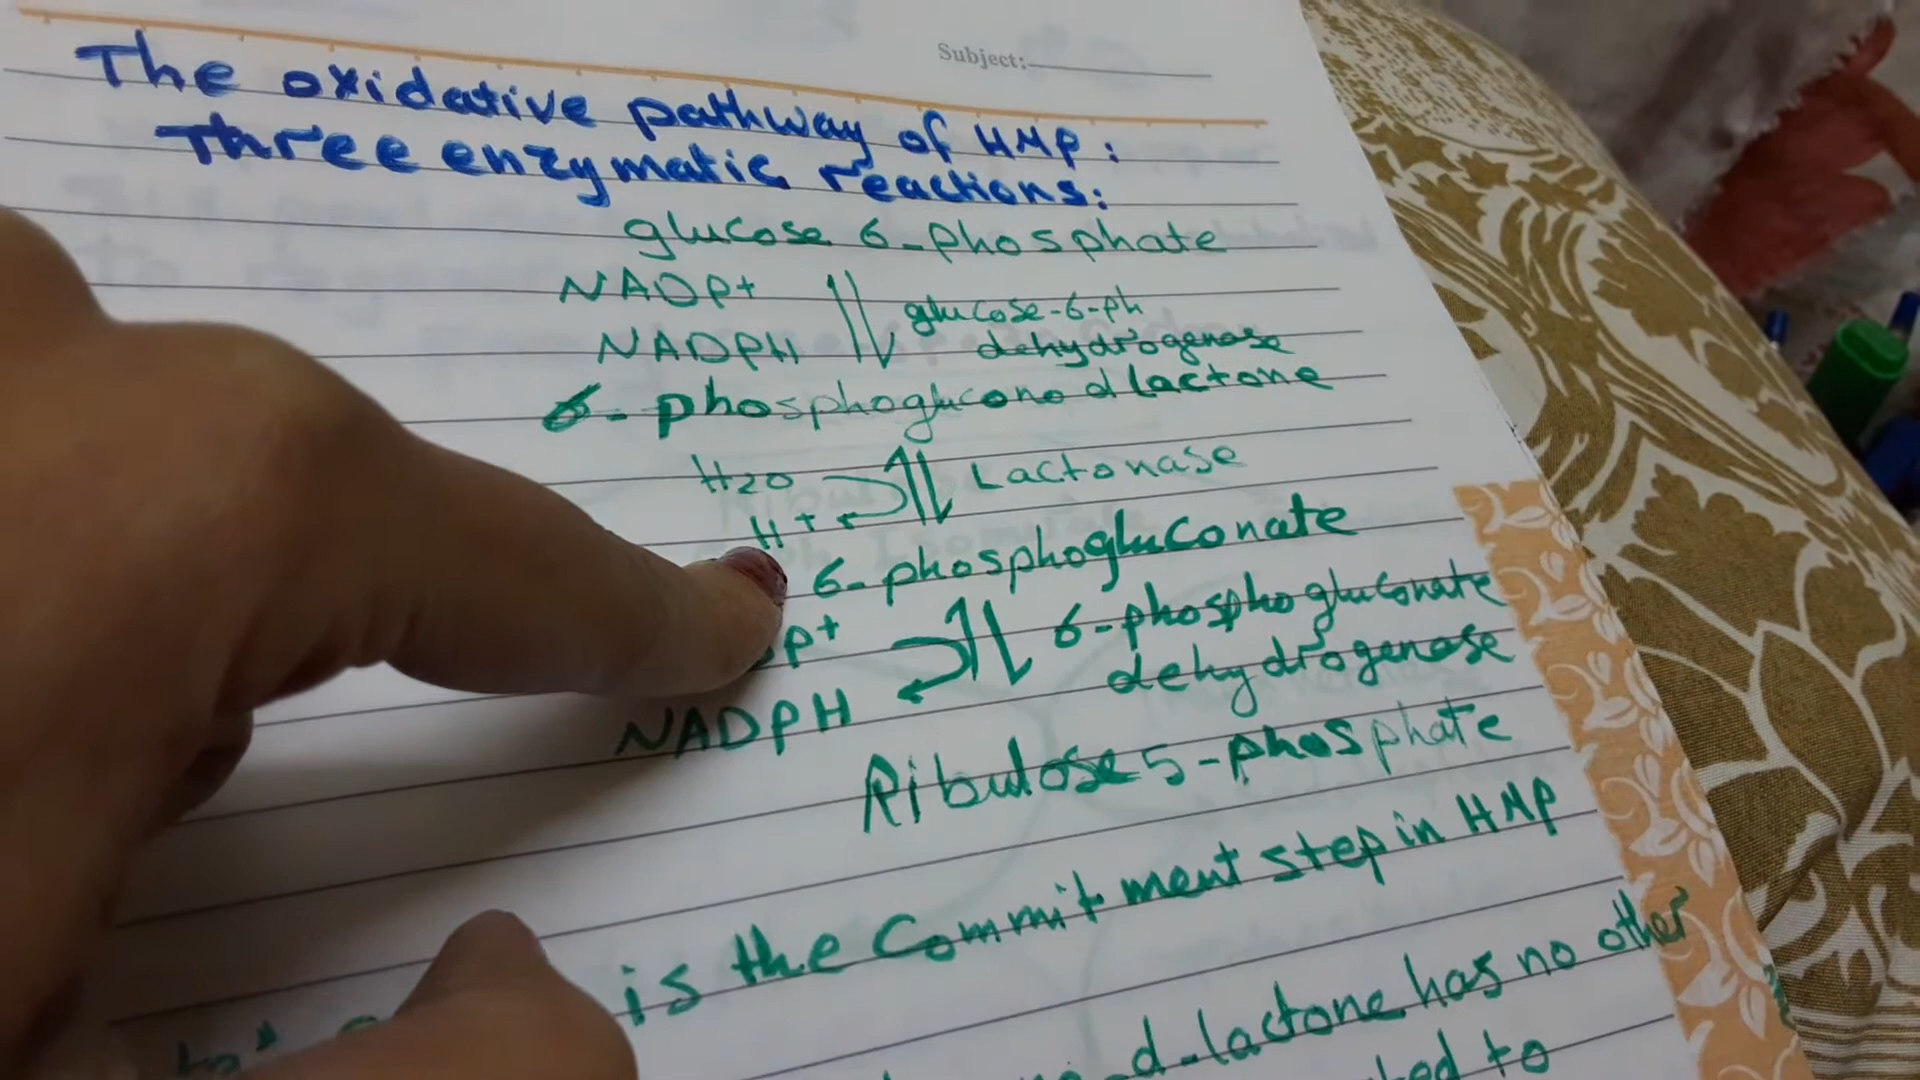 Subject:
The oxidative pathway of HMP:
Three enzymatic reactions:
glucose 6-phosphate
NADP+
glucose-6-ph
NADPH
dehydrogenase
6-phosphoglucono d lactone
H2O
Lactonase
H+
6-phosphogluconate
P+
6-phosphogluconate
dehydrogenase
NADPH
Ribulose 5-phosphate
is the Commitment step in HMP
d-lactone has no other
to